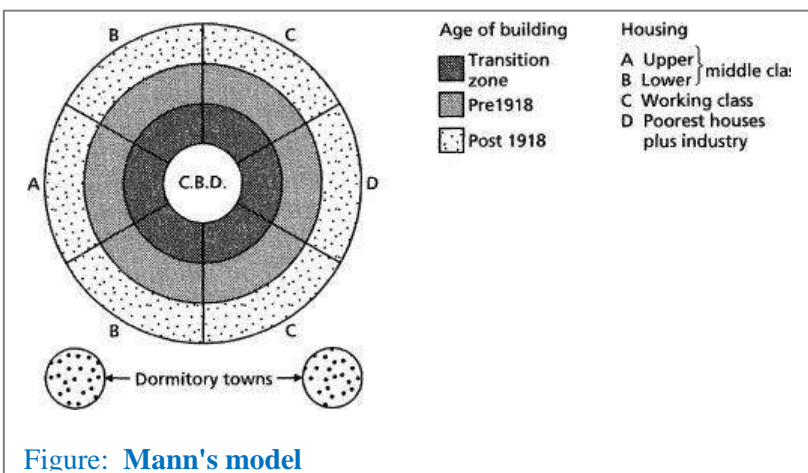 B
C
A
C.B.D.
D
B
C
Dormitory towns
Age of building
Transition
zone
Pre1918
Post 1918
Housing
A Upper
B Lower
middle clas
C Working class
D Poorest houses
plus industry
Figure: Mann's model